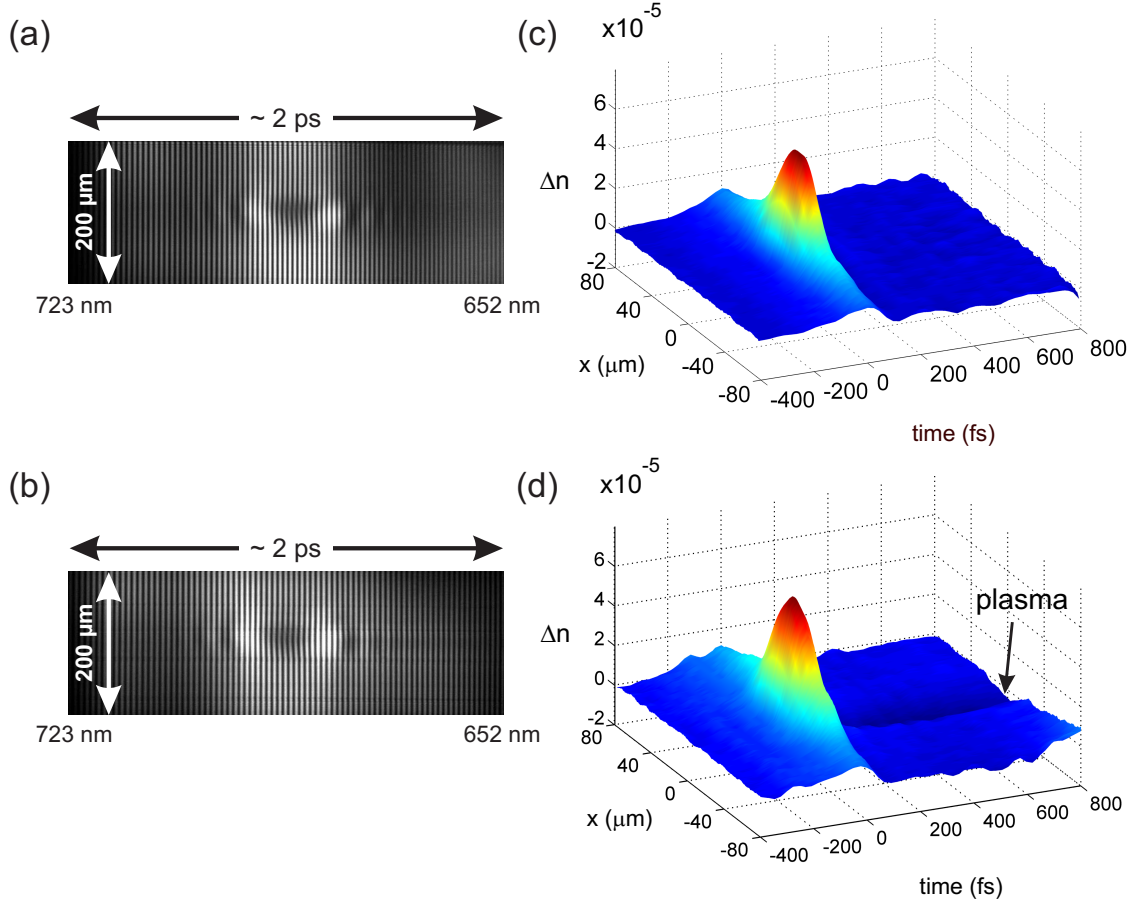 (a)
~ 2 ps
200 µm
723 nm
652 nm
(b)
~ 2 ps
200 µm
723 nm
652 nm
(c)
x10⁻⁵
6
4
2
0
-2
Δn
80
40
0
-40
-80
x (µm)
-400
-200
0
200
400
600
800
time (fs)
(d)
x10⁻⁵
6
4
2
0
-2
Δn
plasma
80
40
0
-40
-80
x (µm)
-400
-200
0
200
400
600
800
time (fs)